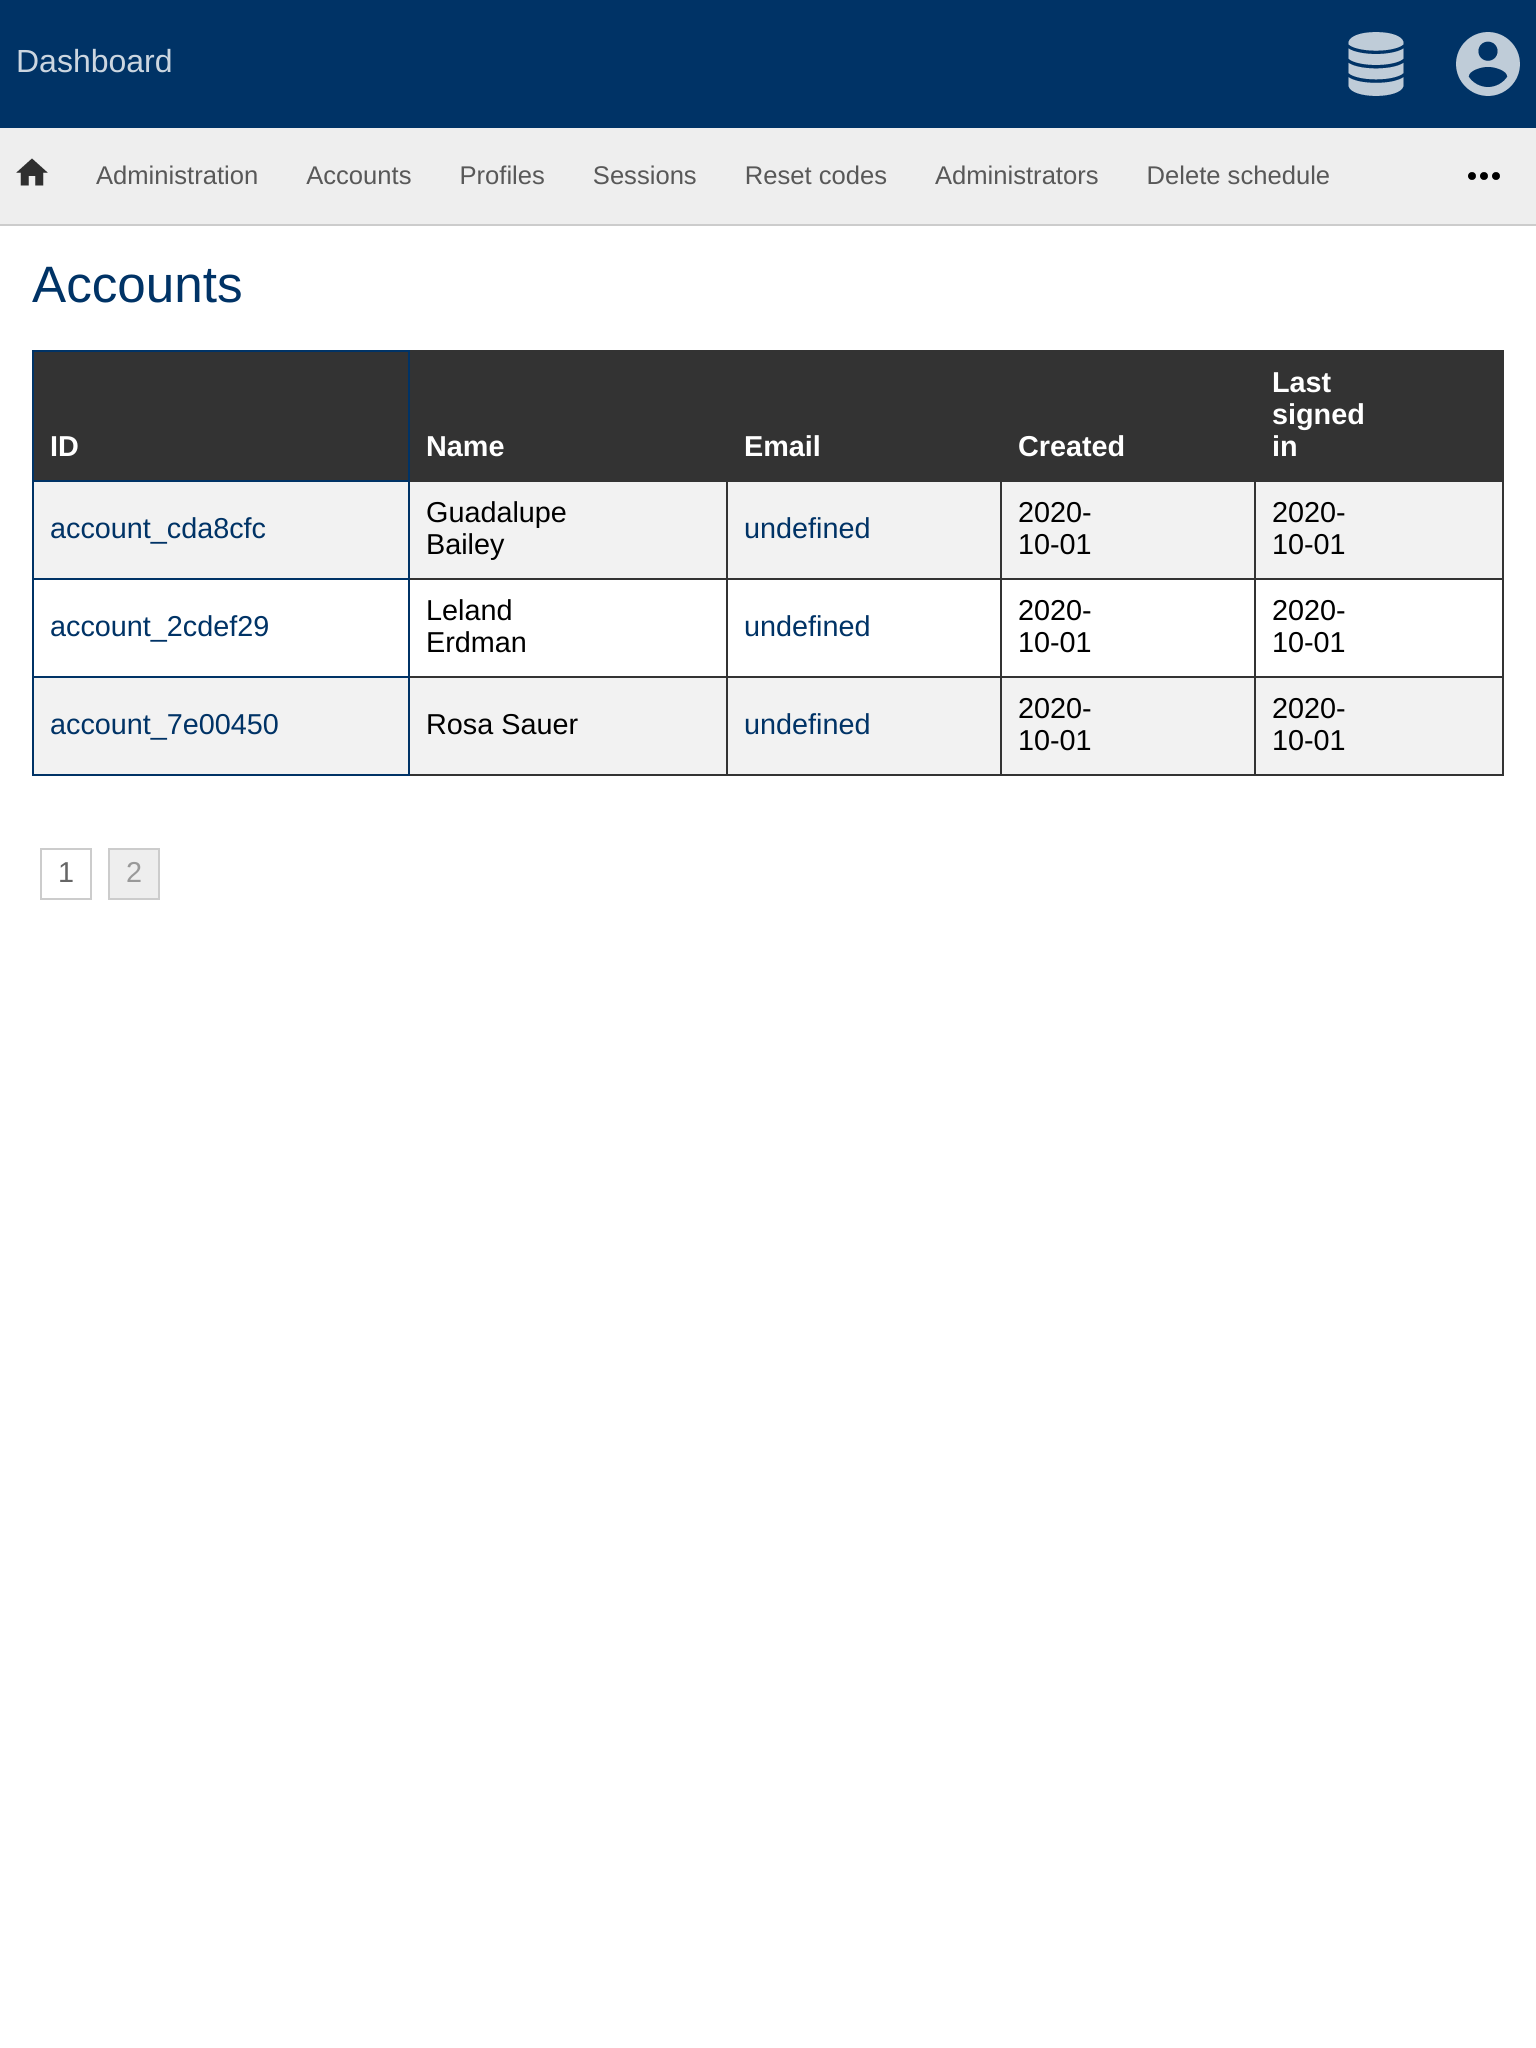 Dashboard
Administration Accounts Profiles Sessions Reset codes Administrators Delete schedule
Accounts
ID Name Email Created Last signed in
account_cda8cfc Guadalupe Bailey undefined 2020-10-01 2020-10-01
account_2cdef29 Leland Erdman undefined 2020-10-01 2020-10-01
account_7e00450 Rosa Sauer undefined 2020-10-01 2020-10-01
1 2